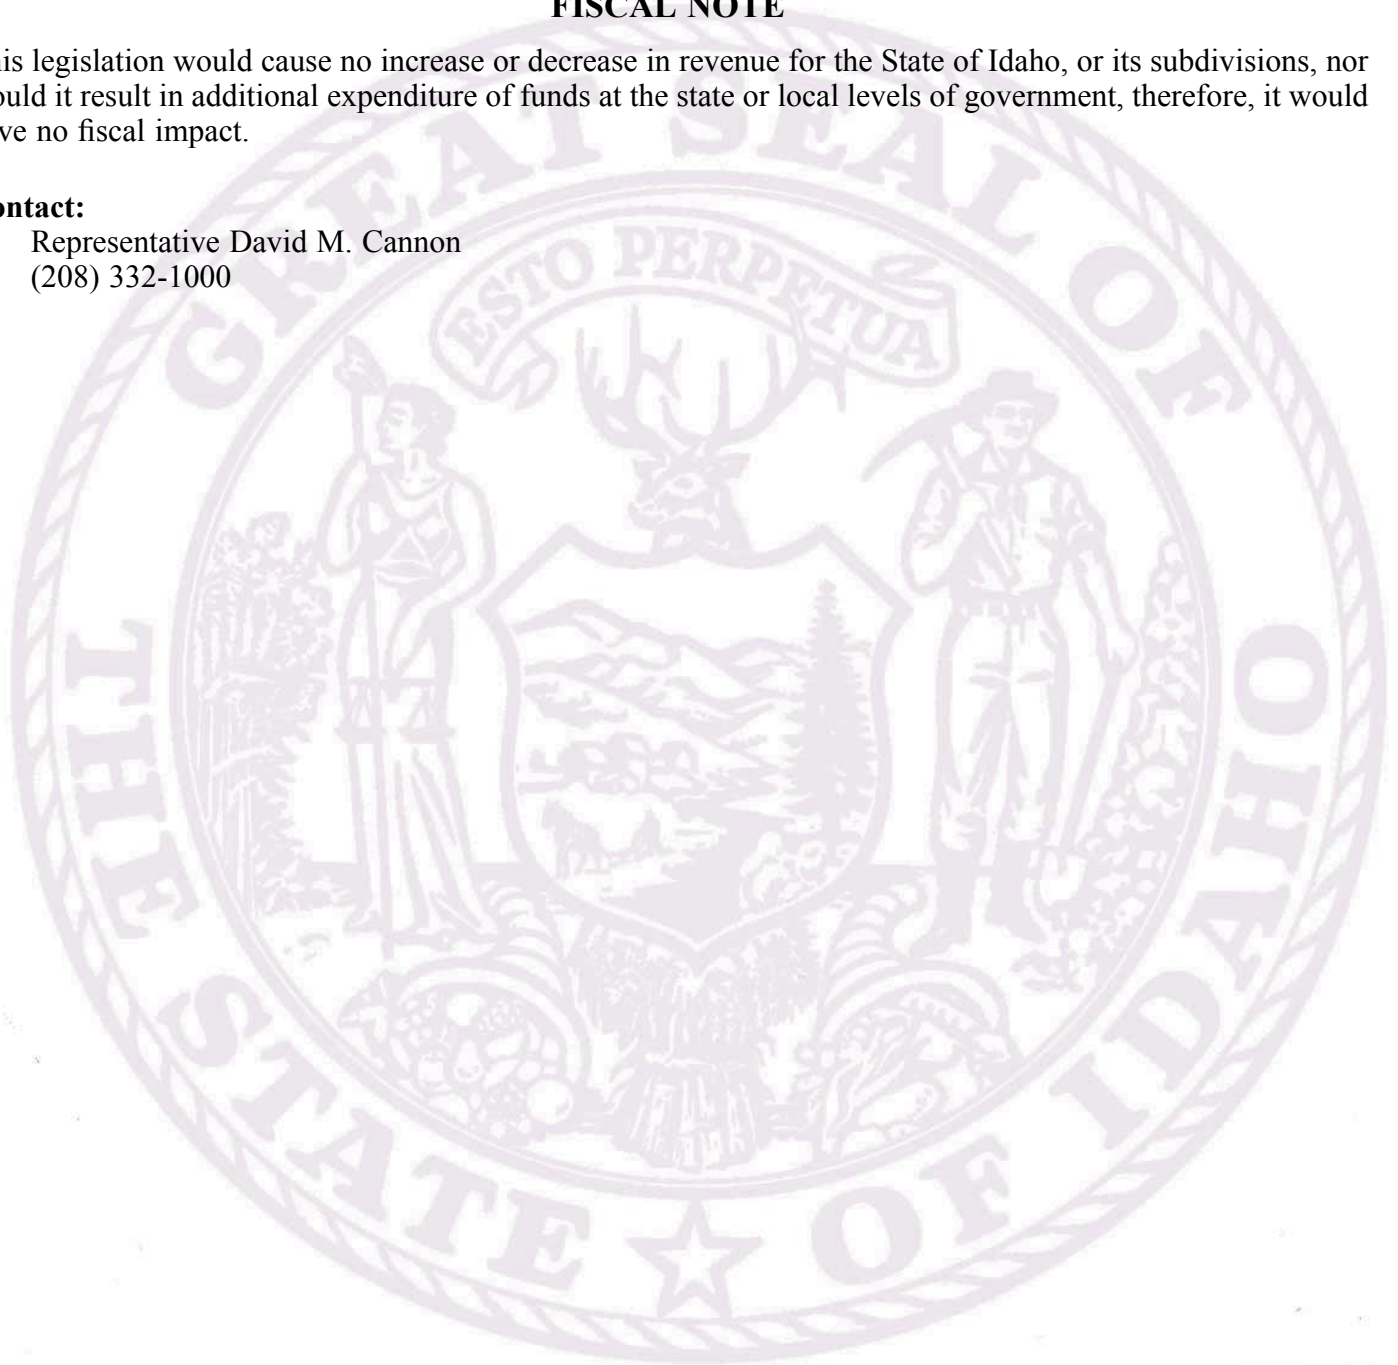 FISCAL NOTE
his legislation would cause no increase or decrease in revenue for the State of Idaho, or its subdivisions, nor
ould it result in additional expenditure of funds at the state or local levels of government, therefore, it would
ve no fiscal impact.
ontact:
Representative David M. Cannon
(208) 332-1000
THE GREAT SEAL OF
ESTO PERPETUA
STATE OF IDAHO